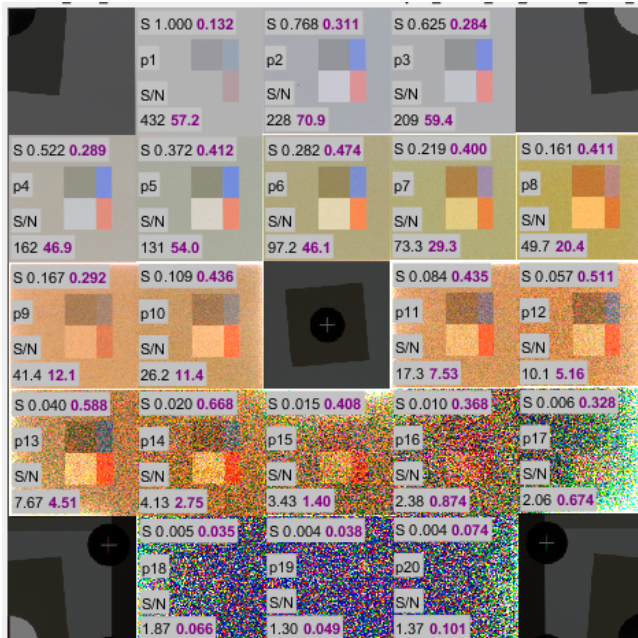 S 1.000 0.132
p1
S/N
432 57.2
S 0.768 0.311
p2
S/N
228 70.9
S 0.625 0.284
p3
S/N
209 59.4
S 0.522 0.289
p4
S/N
162 46.9
S 0.372 0.412
p5
S/N
131 54.0
S 0.282 0.474
p6
S/N
97.2 46.1
S 0.219 0.400
p7
S/N
73.3 29.3
S 0.161 0.411
p8
S/N
49.7 20.4
S 0.167 0.292
p9
S/N
41.4 12.1
S 0.109 0.436
p10
S/N
26.2 11.4
S 0.084 0.435
p11
S/N
17.3 7.53
S 0.057 0.511
p12
S/N
10.1 5.16
S 0.040 0.588
p13
S/N
7.67 4.51
S 0.020 0.668
p14
S/N
4.13 2.75
S 0.015 0.408
p15
S/N
3.43 1.40
S 0.010 0.368
p16
S/N
2.38 0.874
S 0.006 0.328
p17
S/N
2.06 0.674
S 0.005 0.035
p18
S/N
1.87 0.066
S 0.004 0.038
p19
S/N
1.30 0.049
S 0.004 0.074
p20
S/N
1.37 0.101